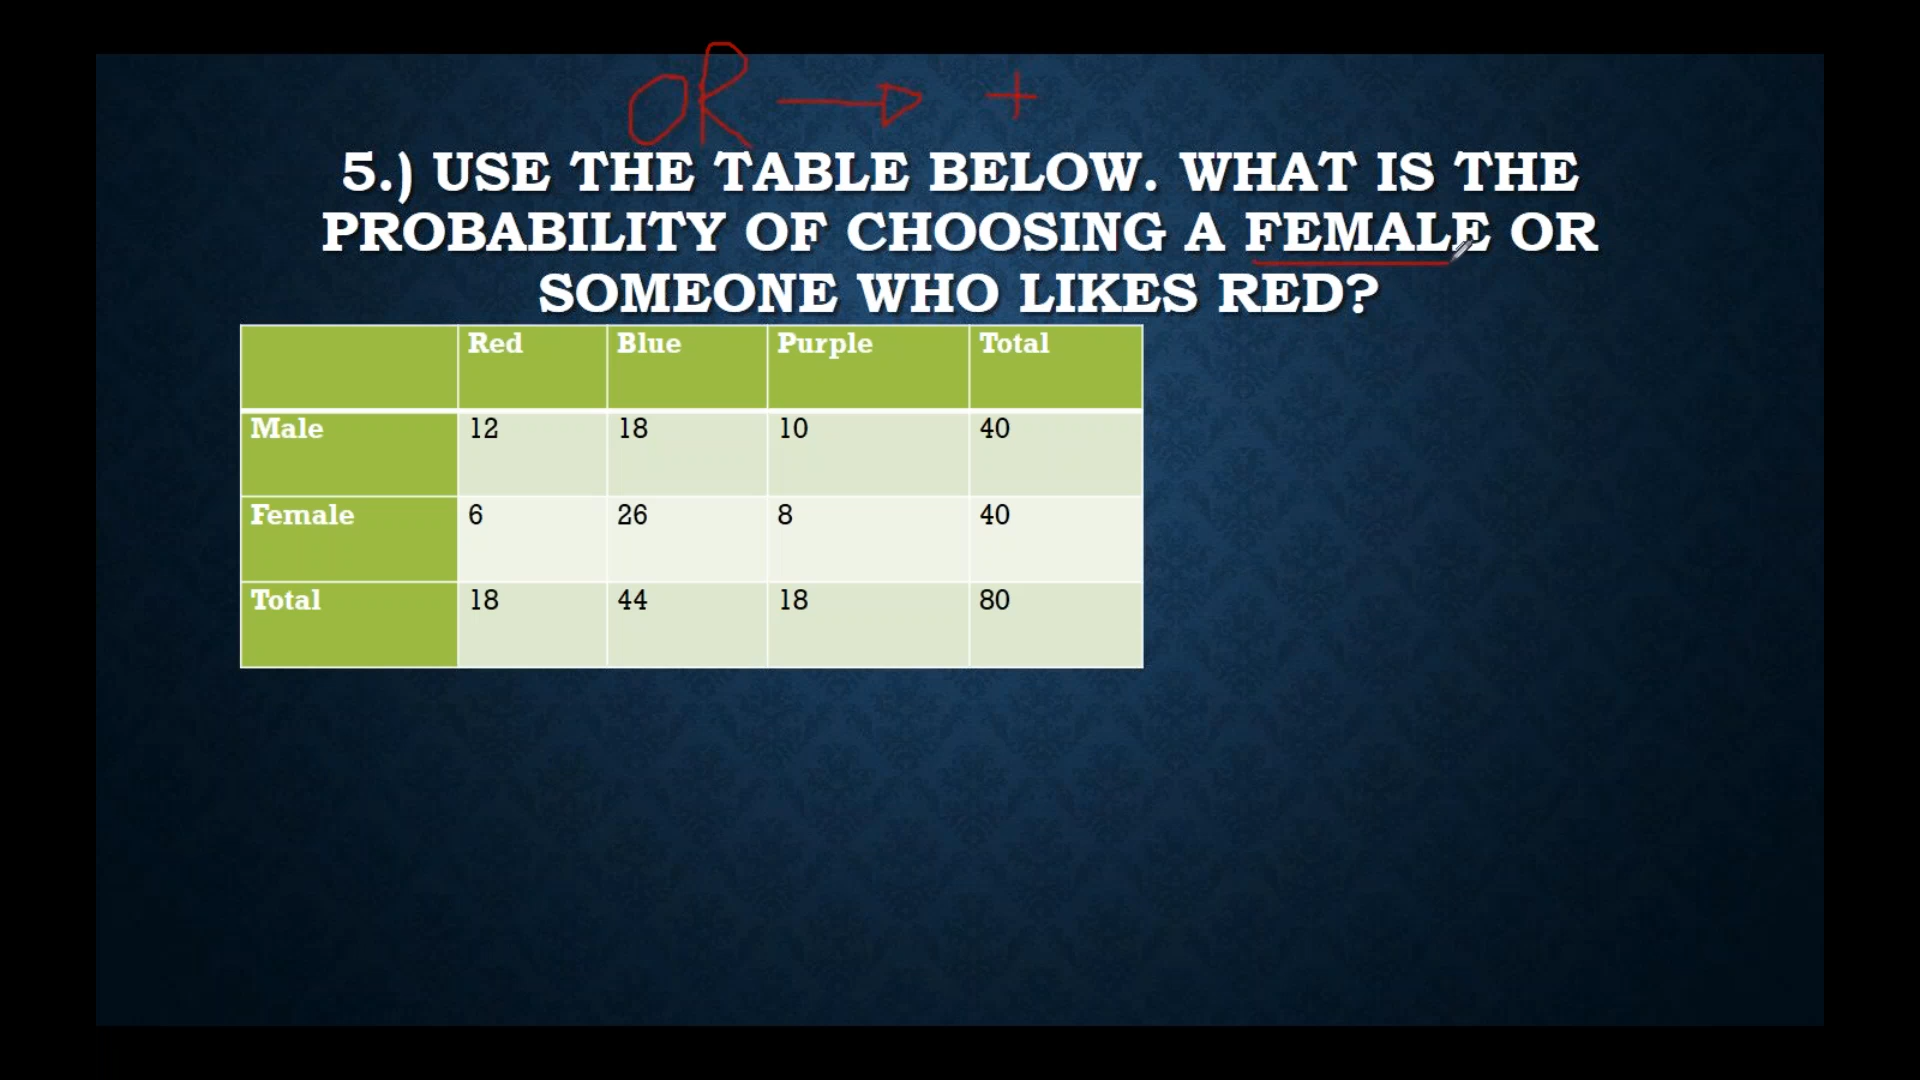 OR → +
5.) USE THE TABLE BELOW. WHAT IS THE
PROBABILITY OF CHOOSING A FEMALE OR
SOMEONE WHO LIKES RED?
Red Blue Purple Total
Male 12 18 10 40
Female 6 26 8 40
Total 18 44 18 80